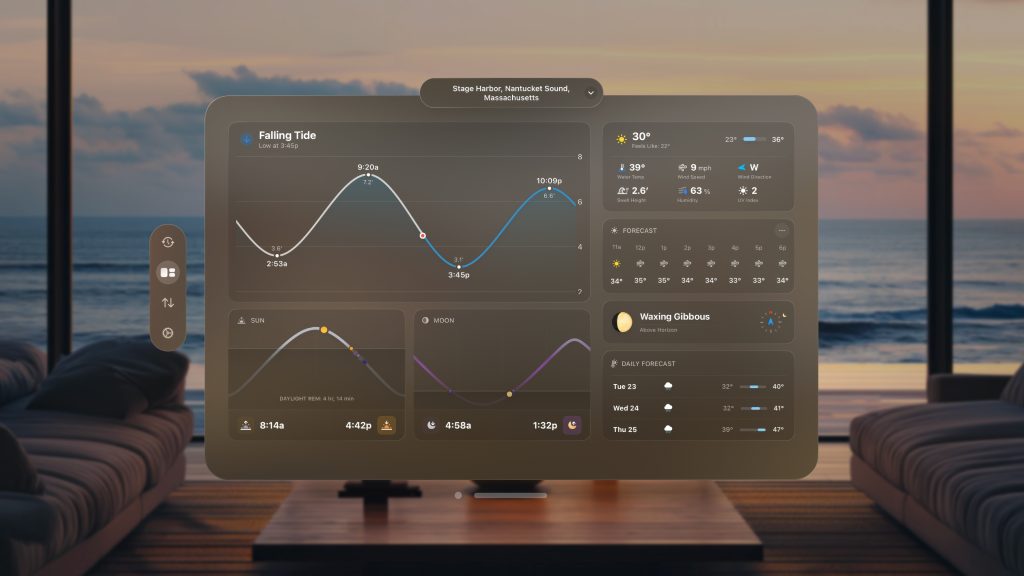 Stage Harbor, Nantucket Sound,
Massachusetts
Falling Tide
Low at 3:45p
8
6
4
2
9:20a
7.2'
10:09p
6.6'
3.6'
2:53a
3.1'
3:45p
30°
Feels Like: 22°
23° 36°
39° 9 mph W
Water Temp Wind Speed Wind Direction
2.6' 63 % 2
Swell Height Humidity UV Index
FORECAST
11a 12p 1p 2p 3p 4p 5p 6p
34° 35° 35° 34° 34° 33° 33° 34°
SUN
DAYLIGHT REM: 4 hr, 14 min
8:14a 4:42p
MOON
4:58a 1:32p
Waxing Gibbous
Above Horizon
DAILY FORECAST
Tue 23 32° 40°
Wed 24 32° 41°
Thu 25 39° 47°